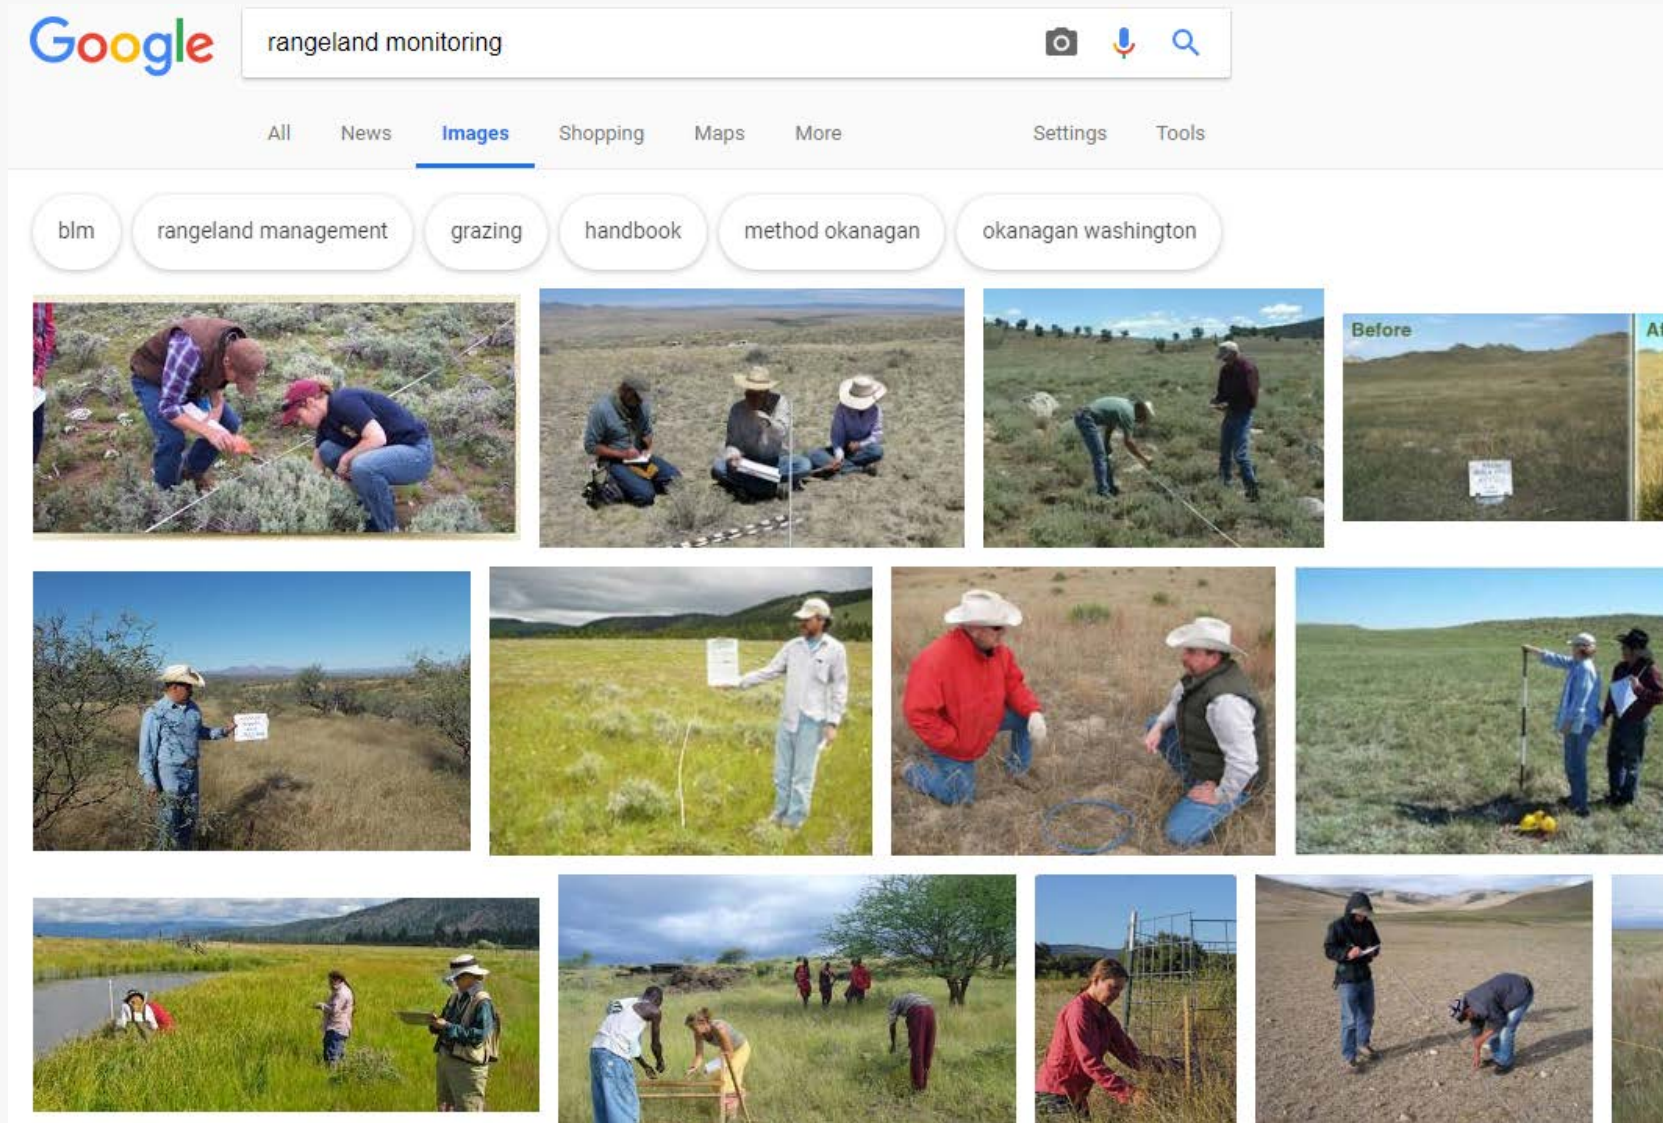 Google
rangeland monitoring
All News Images Shopping Maps More Settings Tools
blm rangeland management grazing handbook method okanagan okanagan washington
Before